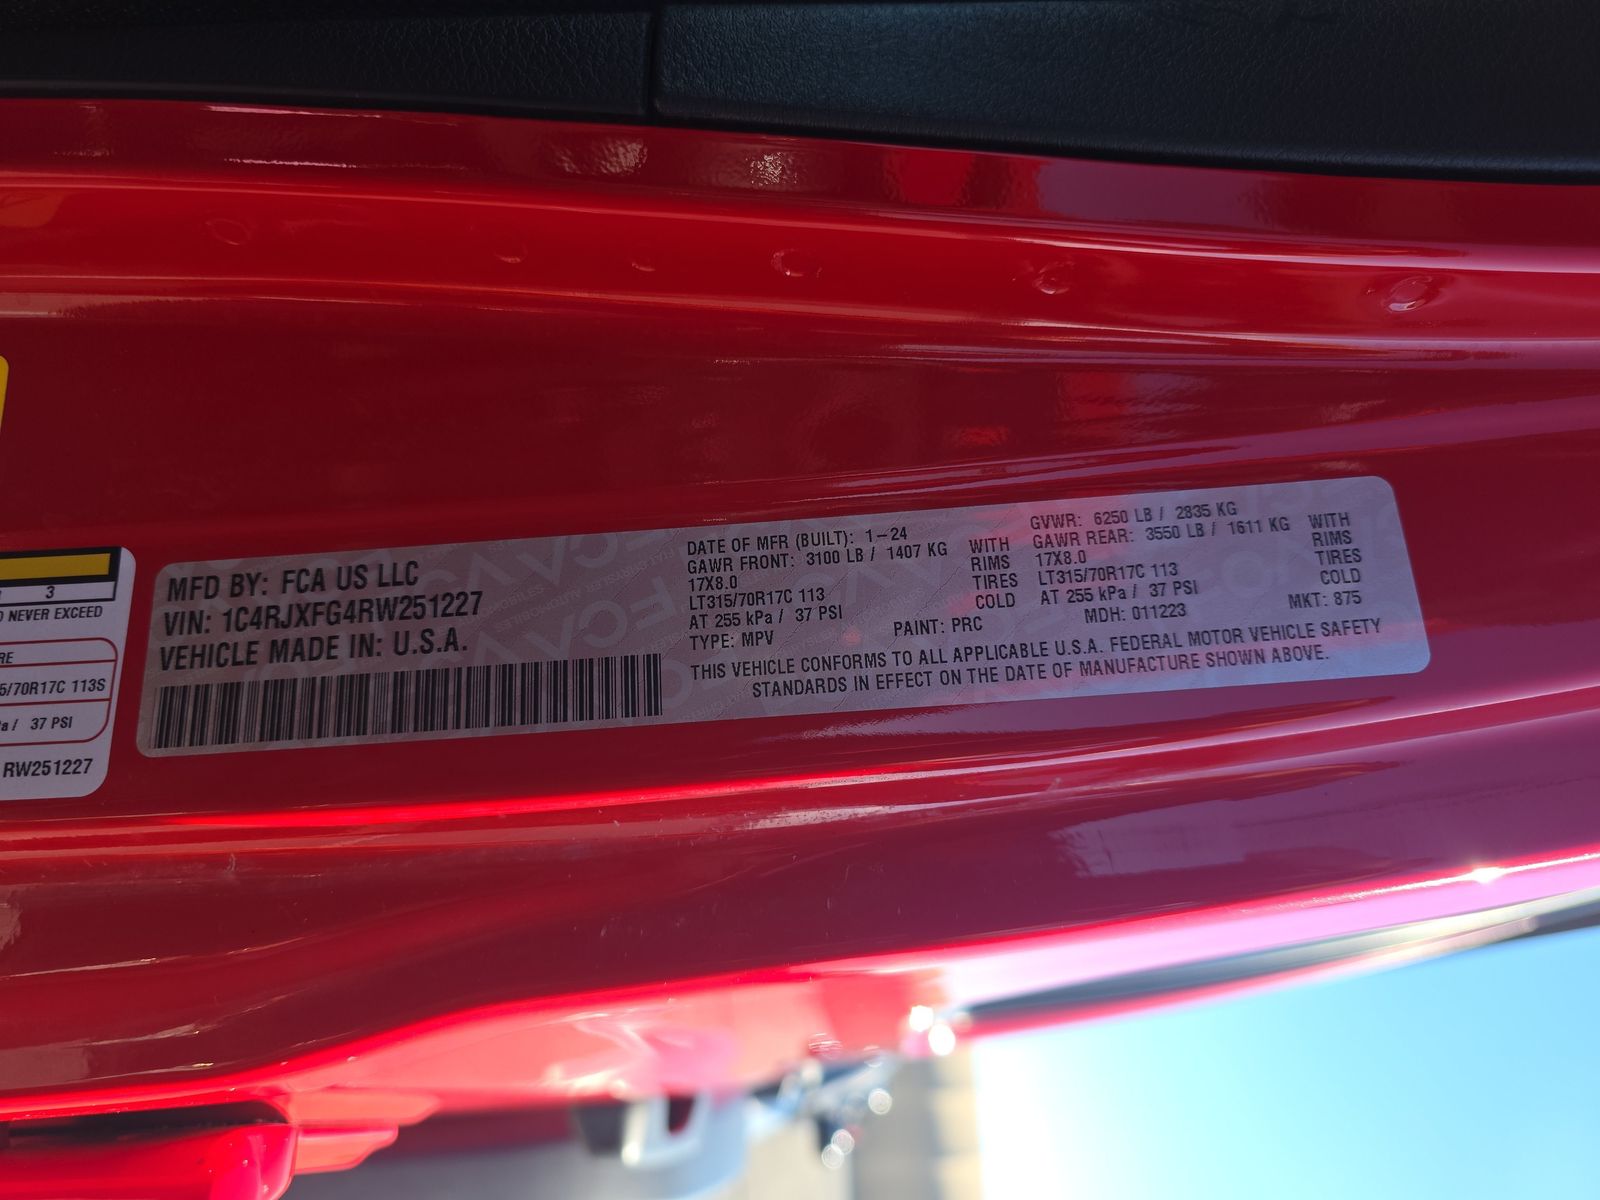 MFD BY: FCA US LLC
VIN: 1C4RJXFG4RW251227
VEHICLE MADE IN: U.S.A.
DATE OF MFR (BUILT): 1-24
GAWR FRONT: 3100 LB / 1407 KG WITH
17X8.0 RIMS
LT315/70R17C 113 TIRES
AT 255 kPa / 37 PSI COLD
TYPE: MPV PAINT: PRC
GVWR: 6250 LB / 2835 KG
GAWR REAR: 3550 LB / 1611 KG WITH
17X8.0 RIMS
LT315/70R17C 113 TIRES
AT 255 kPa / 37 PSI COLD
MDH: 011223 MKT: 875
THIS VEHICLE CONFORMS TO ALL APPLICABLE U.S.A. FEDERAL MOTOR VEHICLE SAFETY
STANDARDS IN EFFECT ON THE DATE OF MANUFACTURE SHOWN ABOVE.
3
NEVER EXCEED
5/70R17C 113S
/ 37 PSI
RW251227